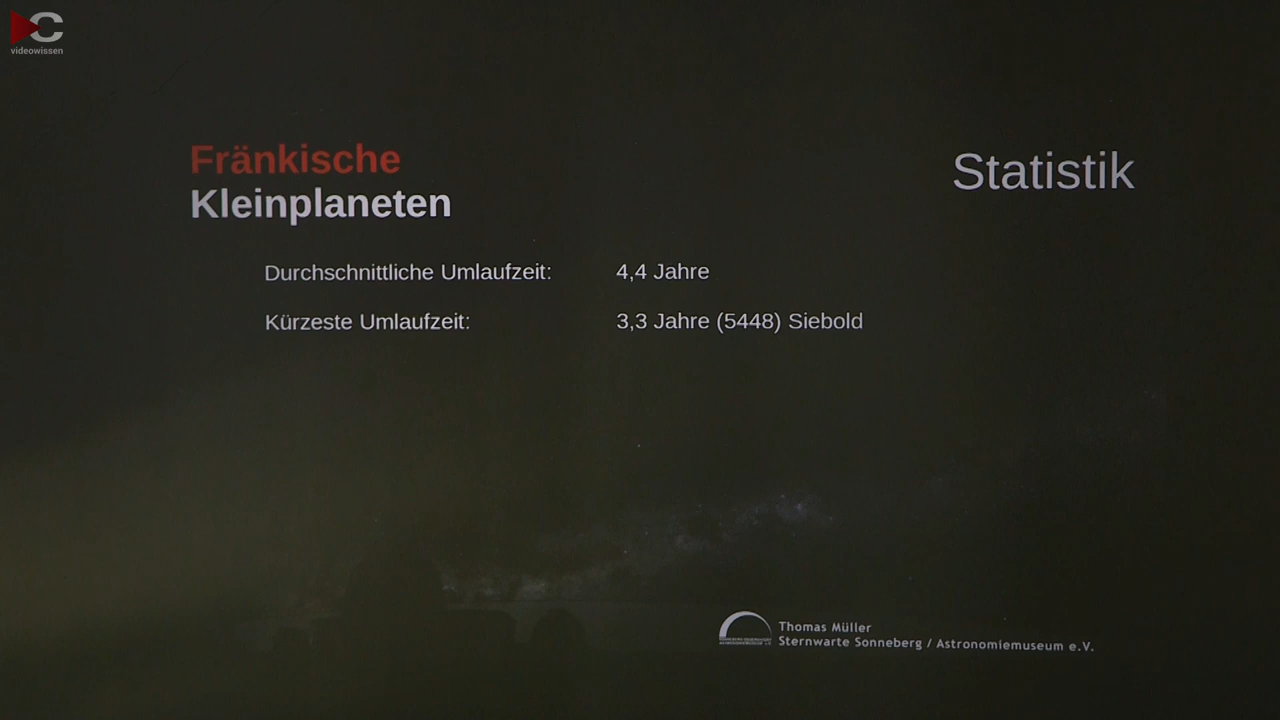 videowissen
Fränkische
Kleinplaneten
Statistik
Durchschnittliche Umlaufzeit: 4,4 Jahre
Kürzeste Umlaufzeit: 3,3 Jahre (5448) Siebold
Thomas Müller
Sternwarte Sonneberg / Astronomiemuseum e.V.